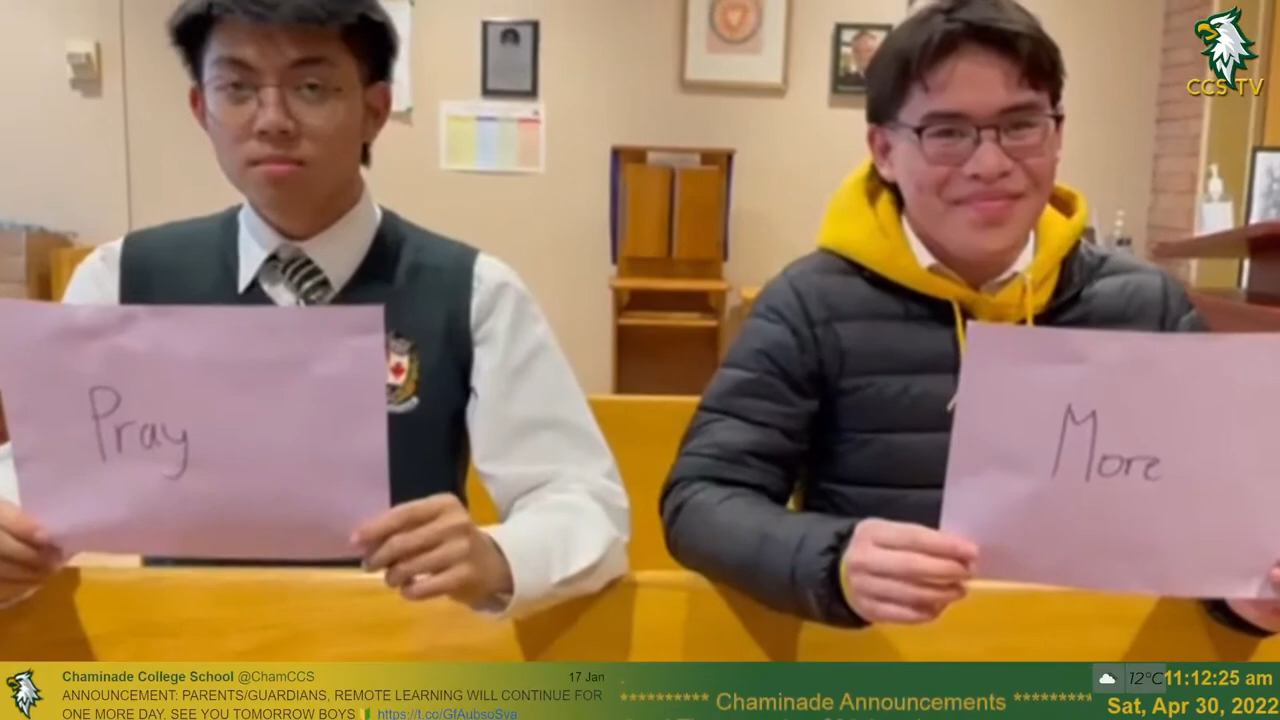 CCS TV
Pray
More
Chaminade College School @ChamCCS
17 Jan
ANNOUNCEMENT: PARENTS/GUARDIANS, REMOTE LEARNING WILL CONTINUE FOR
ONE MORE DAY. SEE YOU TOMORROW BOYS
https://t.co/GfAubsoSva
********** Chaminade Announcements *********
12°C
11:12:25 am
Sat, Apr 30, 2022